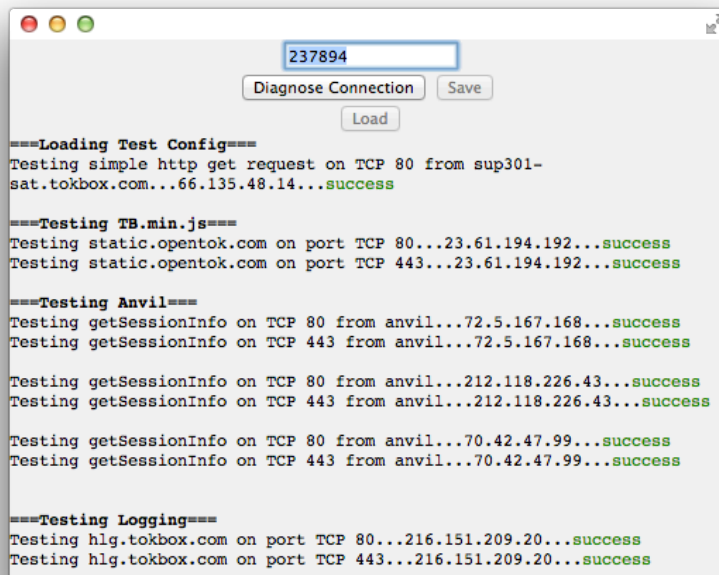 237894
Diagnose Connection Save
Load
===Loading Test Config===
Testing simple http get request on TCP 80 from sup301-
sat.tokbox.com...66.135.48.14...success
===Testing TB.min.js===
Testing static.opentok.com on port TCP 80...23.61.194.192...success
Testing static.opentok.com on port TCP 443...23.61.194.192...success
===Testing Anvil===
Testing getSessionInfo on TCP 80 from anvil...72.5.167.168...success
Testing getSessionInfo on TCP 443 from anvil...72.5.167.168...success
Testing getSessionInfo on TCP 80 from anvil...212.118.226.43...success
Testing getSessionInfo on TCP 443 from anvil...212.118.226.43...success
Testing getSessionInfo on TCP 80 from anvil...70.42.47.99...success
Testing getSessionInfo on TCP 443 from anvil...70.42.47.99...success
===Testing Logging===
Testing hlg.tokbox.com on port TCP 80...216.151.209.20...success
Testing hlg.tokbox.com on port TCP 443...216.151.209.20...success